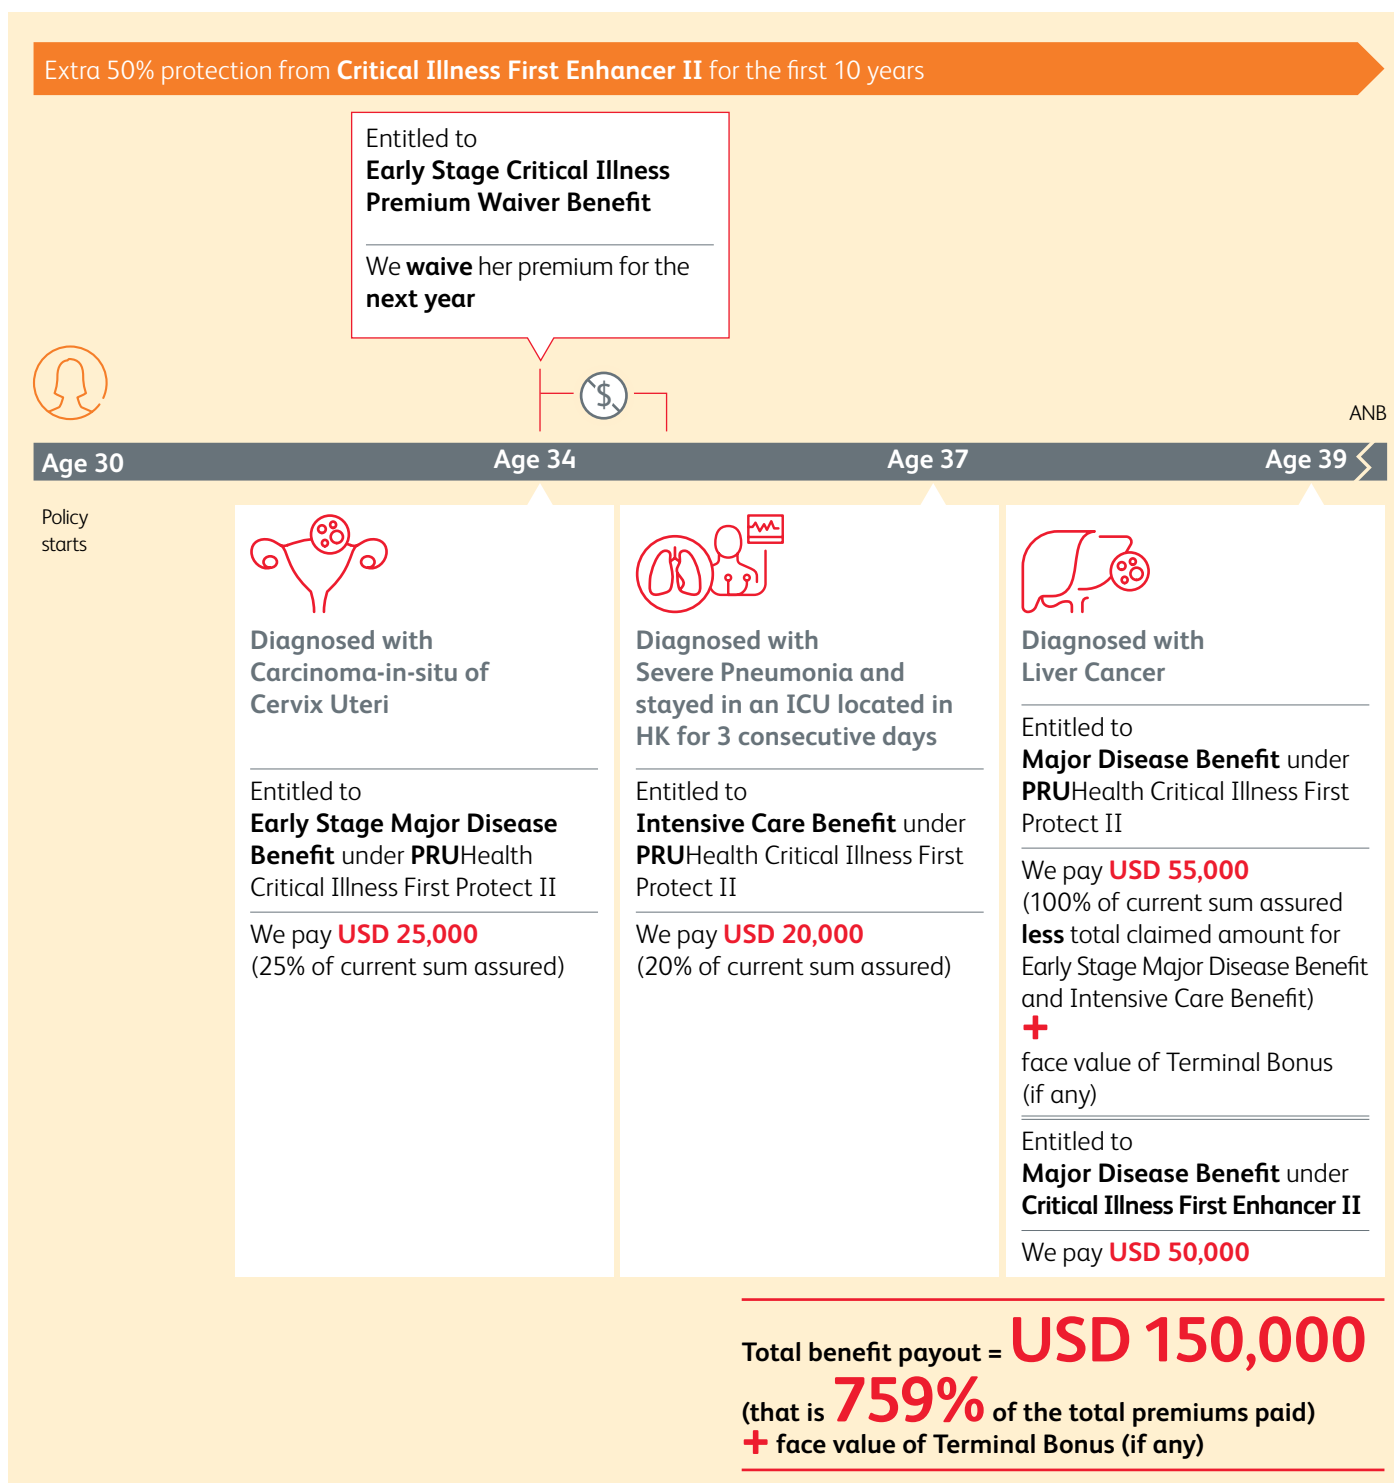 Extra 50% protection from Critical Illness First Enhancer II for the first 10 years
Entitled to
Early Stage Critical Illness
Premium Waiver Benefit
We waive her premium for the
next year
$
ANB
Age 30
Age 34
Age 37
Age 39
Policy
starts
Diagnosed with
Carcinoma-in-situ of
Cervix Uteri
Entitled to
Early Stage Major Disease
Benefit under PRUHealth
Critical Illness First Protect II
We pay USD 25,000
(25% of current sum assured)
Diagnosed with
Severe Pneumonia and
stayed in an ICU located in
HK for 3 consecutive days
Entitled to
Intensive Care Benefit under
PRUHealth Critical Illness First
Protect II
We pay USD 20,000
(20% of current sum assured)
Diagnosed with
Liver Cancer
Entitled to
Major Disease Benefit under
PRUHealth Critical Illness First
Protect II
We pay USD 55,000
(100% of current sum assured
less total claimed amount for
Early Stage Major Disease Benefit
and Intensive Care Benefit)
+
face value of Terminal Bonus
(if any)
Entitled to
Major Disease Benefit under
Critical Illness First Enhancer II
We pay USD 50,000
Total benefit payout = USD 150,000
(that is 759% of the total premiums paid)
+ face value of Terminal Bonus (if any)